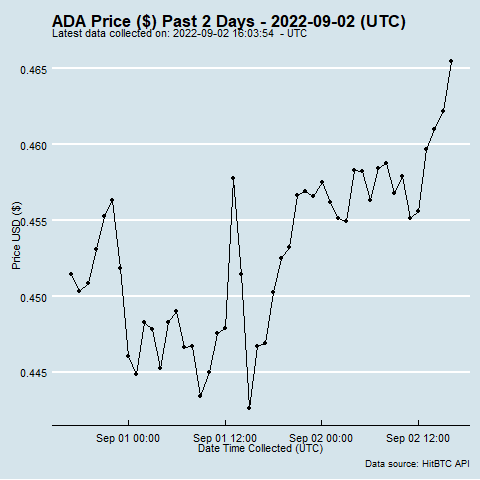 ADA Price ($) Past 2 Days - 2022-09-02 (UTC)
Latest data collected on: 2022-09-02 16:03:54  - UTC
0.465
0.460
0.455
0.450
0.445
Price USD ($)
Sep 01 00:00 Sep 01 12:00 Sep 02 00:00 Sep 02 12:00
Date Time Collected (UTC)
Data source: HitBTC API